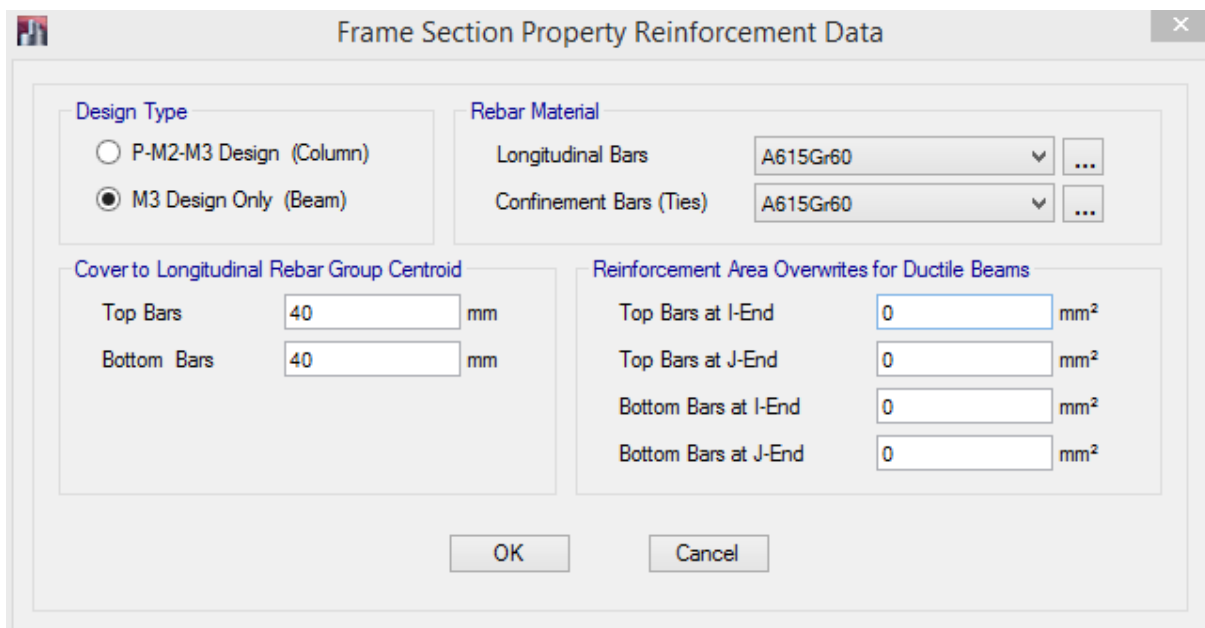 Frame Section Property Reinforcement Data
Design Type
P-M2-M3 Design (Column)
M3 Design Only (Beam)
Rebar Material
Longitudinal Bars A615Gr60 ...
Confinement Bars (Ties) A615Gr60 ...
Cover to Longitudinal Rebar Group Centroid
Top Bars 40 mm
Bottom Bars 40 mm
Reinforcement Area Overwrites for Ductile Beams
Top Bars at I-End 0 mm²
Top Bars at J-End 0 mm²
Bottom Bars at I-End 0 mm²
Bottom Bars at J-End 0 mm²
OK Cancel